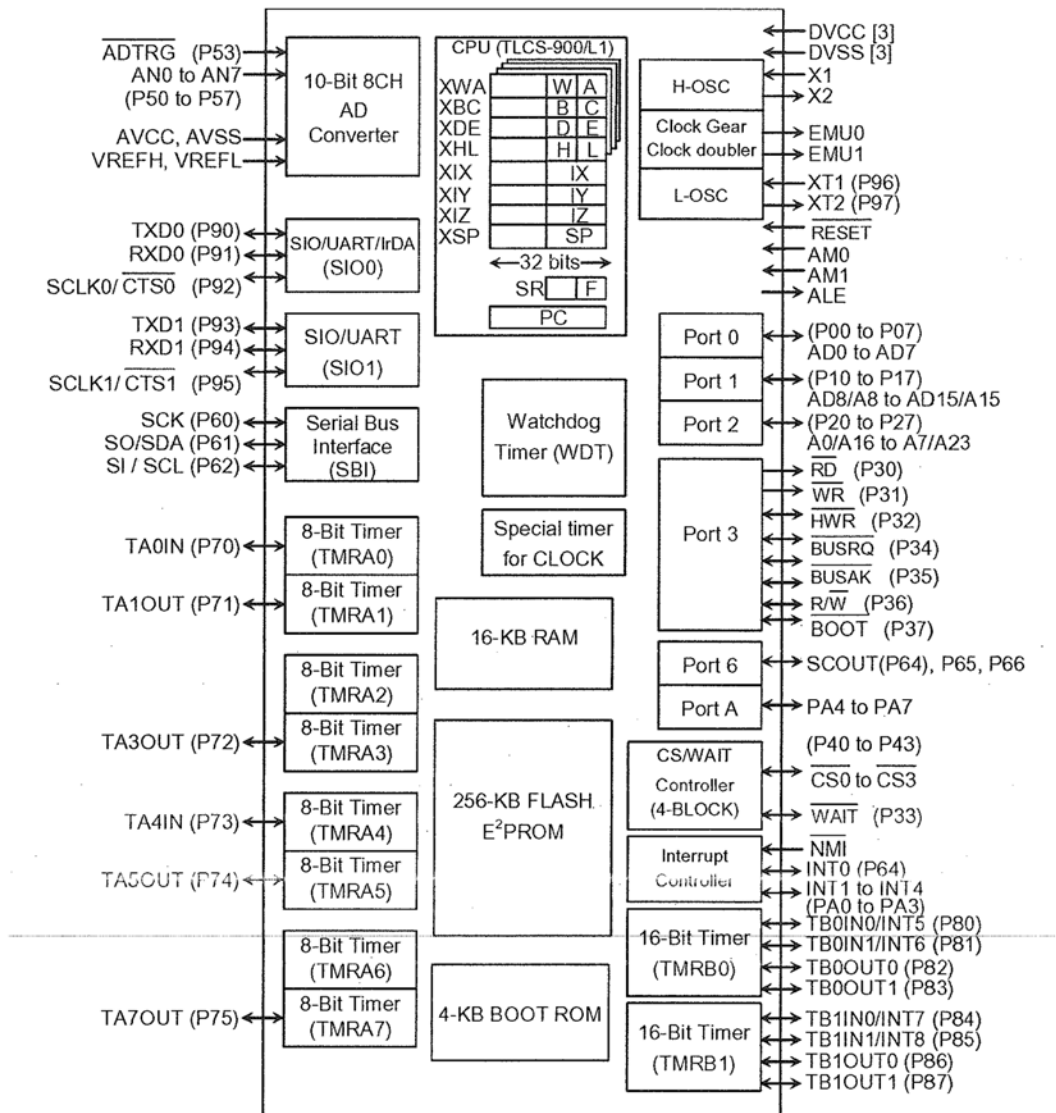 ADTRG (P53)
AN0 to AN7
(P50 to P57)
AVCC, AVSS
VREFH, VREFL
10-Bit 8CH
AD
Converter
TXD0 (P90)
RXD0 (P91)
SCLK0/ CTS0 (P92)
SIO/UART/IrDA
(SIO0)
TXD1 (P93)
RXD1 (P94)
SCLK1/ CTS1 (P95)
SIO/UART
(SIO1)
SCK (P60)
SO/SDA (P61)
SI / SCL (P62)
Serial Bus
Interface
(SBI)
TA0IN (P70)
8-Bit Timer
(TMRA0)
TA1OUT (P71)
8-Bit Timer
(TMRA1)
8-Bit Timer
(TMRA2)
TA3OUT (P72)
8-Bit Timer
(TMRA3)
TA4IN (P73)
8-Bit Timer
(TMRA4)
TA5OUT (P74)
8-Bit Timer
(TMRA5)
8-Bit Timer
(TMRA6)
TA7OUT (P75)
8-Bit Timer
(TMRA7)
CPU (TLCS-900/L1)
XWA W A
XBC B C
XDE D E
XHL H L
XIX IX
XIY IY
XIZ IZ
XSP SP
32 bits
SR F
PC
Watchdog
Timer (WDT)
Special timer
for CLOCK
16-KB RAM
256-KB FLASH
E²PROM
4-KB BOOT ROM
DVCC [3]
DVSS [3]
H-OSC
X1
X2
Clock Gear
Clock doubler
EMU0
EMU1
L-OSC
XT1 (P96)
XT2 (P97)
RESET
AM0
AM1
ALE
Port 0
(P00 to P07)
AD0 to AD7
Port 1
(P10 to P17)
AD8/A8 to AD15/A15
Port 2
(P20 to P27)
A0/A16 to A7/A23
Port 3
RD (P30)
WR (P31)
HWR (P32)
BUSRQ (P34)
BUSAK (P35)
R/W (P36)
BOOT (P37)
Port 6
SCOUT(P64), P65, P66
Port A
PA4 to PA7
CS/WAIT
Controller
(4-BLOCK)
(P40 to P43)
CS0 to CS3
WAIT (P33)
Interrupt
Controller
NMI
INT0 (P64)
INT1 to INT4
(PA0 to PA3)
16-Bit Timer
(TMRB0)
TB0IN0/INT5 (P80)
TB0IN1/INT6 (P81)
TB0OUT0 (P82)
TB0OUT1 (P83)
16-Bit Timer
(TMRB1)
TB1IN0/INT7 (P84)
TB1IN1/INT8 (P85)
TB1OUT0 (P86)
TB1OUT1 (P87)